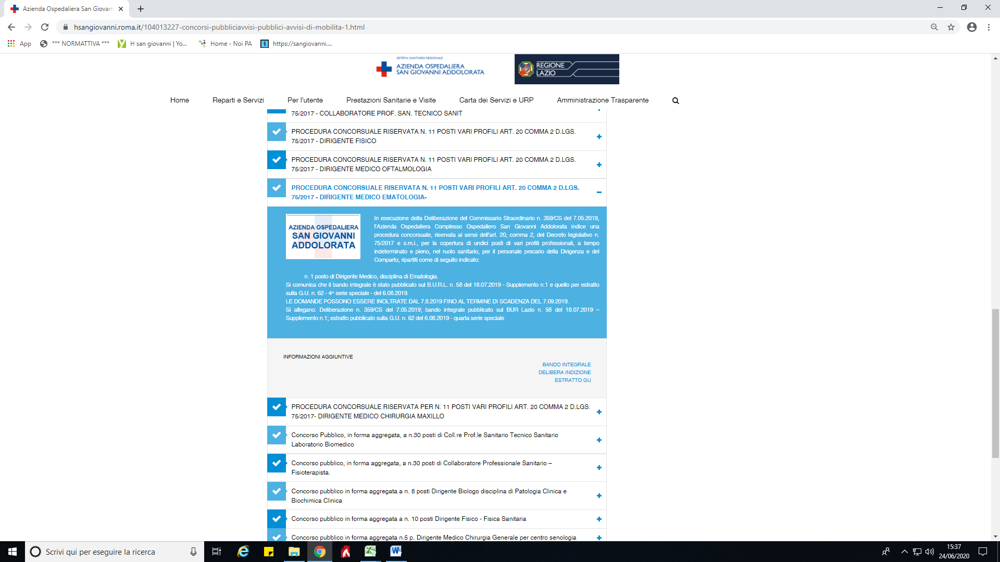 Azienda Ospedaliera San Giovan
hsangiovanni.roma.it/104013227-concorsi-pubbliciavvisi-pubblici-avvisi-di-mobilita-1.html
App
*** NORMATTIVA ***
H san giovanni | Yo...
Home - Noi PA
https://sangiovanni....
SISTEMA SANITARIO REGIONALE
AZIENDA OSPEDALIERA
SAN GIOVANNI ADDOLORATA
REGIONE
LAZIO
Home
Reparti e Servizi
Per l'utente
Prestazioni Sanitarie e Visite
Carta dei Servizi e URP
Amministrazione Trasparente
75/2017 - COLLABORATORE PROF. SAN. TECNICO SANIT
PROCEDURA CONCORSUALE RISERVATA N. 11 POSTI VARI PROFILI ART. 20 COMMA 2 D.LGS.
75/2017 - DIRIGENTE FISICO
PROCEDURA CONCORSUALE RISERVATA N. 11 POSTI VARI PROFILI ART. 20 COMMA 2 D.LGS.
75/2017 - DIRIGENTE MEDICO OFTALMOLOGIA
PROCEDURA CONCORSUALE RISERVATA N. 11 POSTI VARI PROFILI ART. 20 COMMA 2 D.LGS.
75/2017 - DIRIGENTE MEDICO EMATOLOGIA-
AZIENDA OSPEDALIERA
SAN GIOVANNI
ADDOLORATA
In esecuzione della Deliberazione del Commissario Straordinario n. 359/CS del 7.05.2019,
l'Azienda Ospedaliera Complesso Ospedaliero San Giovanni Addolorata indice una
procedura concorsuale, riservata ai sensi dell'art. 20, comma 2, del Decreto legislativo n.
75/2017 e s.m.i., per la copertura di undici posti di vari profili professionali, a tempo
indeterminato e pieno, nel ruolo sanitario, per il personale precario della Dirigenza e del
Comparto, ripartiti come di seguito indicato:
n. 1 posto di Dirigente Medico, disciplina di Ematologia.
Si comunica che il bando integrale è stato pubblicato sul B.U.R.L. n. 58 del 18.07.2019 - Supplemento n.1 e quello per estratto
sulla G.U. n. 62 - 4^ serie speciale - del 6.08.2019.
LE DOMANDE POSSONO ESSERE INOLTRATE DAL 7.8.2019 FINO AL TERMINE DI SCADENZA DEL 7.09.2019.
Si allegano: Deliberazione n. 359/CS del 7.05.2019; bando integrale pubblicato sul BUR Lazio n. 58 del 18.07.2019 –
Supplemento n.1; estratto pubblicato sulla G.U. n. 62 del 6.08.2019 - quarta serie speciale
INFORMAZIONI AGGIUNTIVE
BANDO INTEGRALE
DELIBERA INDIZIONE
ESTRATTO GU
PROCEDURA CONCORSUALE RISERVATA PER N. 11 POSTI VARI PROFILI ART. 20 COMMA 2 D.LGS.
75/2017- DIRIGENTE MEDICO CHIRURGIA MAXILLO
Concorso Pubblico, in forma aggregata, a n.30 posti di Coll.re Prof.le Sanitario Tecnico Sanitario
Laboratorio Biomedico
Concorso pubblico, in forma aggregata, a n.30 posti di Collaboratore Professionale Sanitario –
Fisioterapista.
Concorso pubblico in forma aggregata a n. 8 posti Dirigente Biologo disciplina di Patologia Clinica e
Biochimica Clinica
Concorso pubblico in forma aggregata a n. 10 posti Dirigente Fisico - Fisica Sanitaria
Concorso pubblico in forma aggregata n.5 p. Dirigente Medico Chirurgia Generale per centro senologia
Scrivi qui per eseguire la ricerca
15:37
24/06/2020